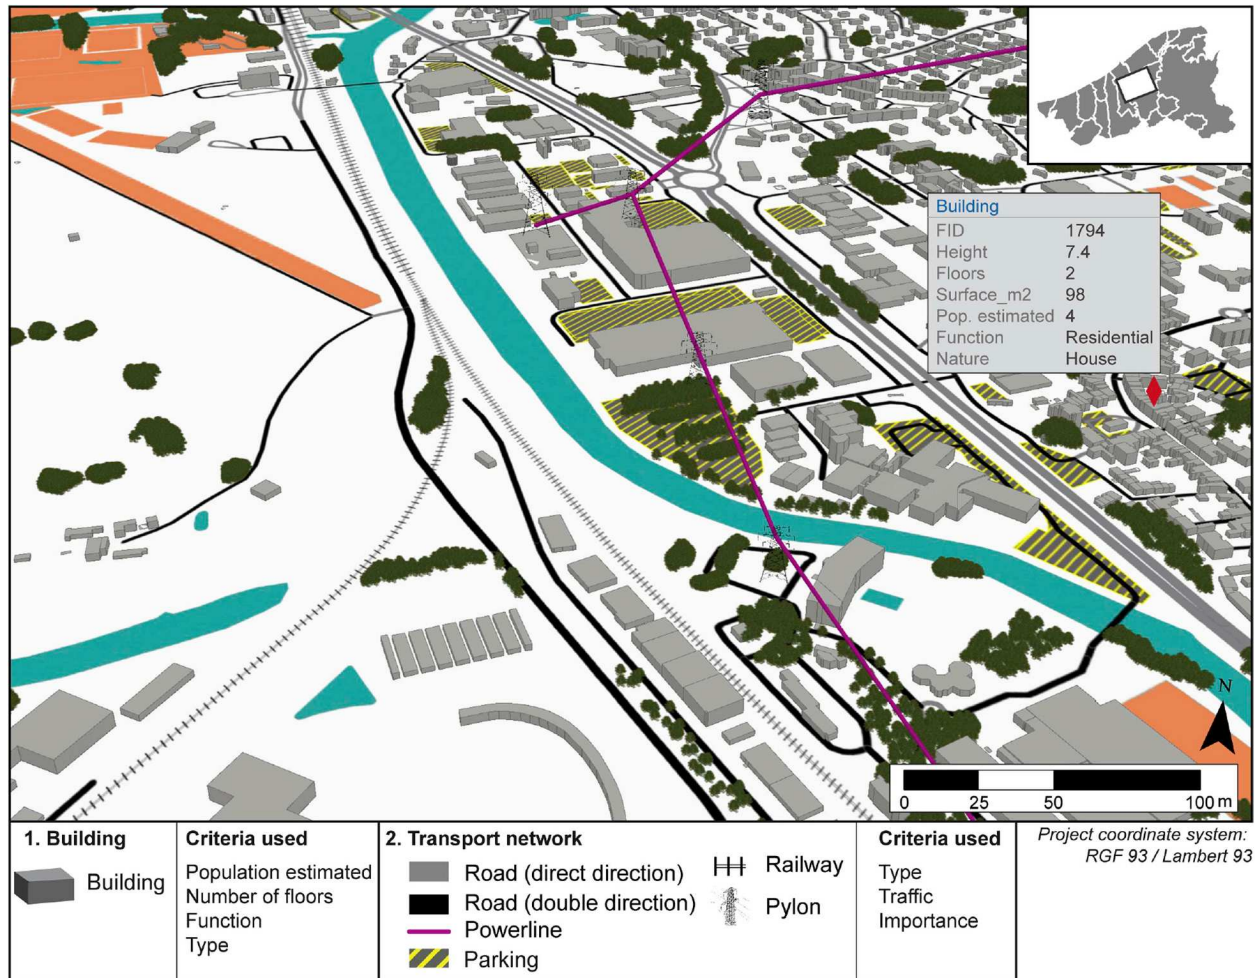 Building
FID 1794
Height 7.4
Floors 2
Surface_m2 98
Pop. estimated 4
Function Residential
Nature House
N
0 25 50 100 m
1. Building
Building
Criteria used
Population estimated
Number of floors
Function
Type
2. Transport network
Road (direct direction)
Road (double direction)
Powerline
Parking
Railway
Pylon
Criteria used
Type
Traffic
Importance
Project coordinate system:
RGF 93 / Lambert 93